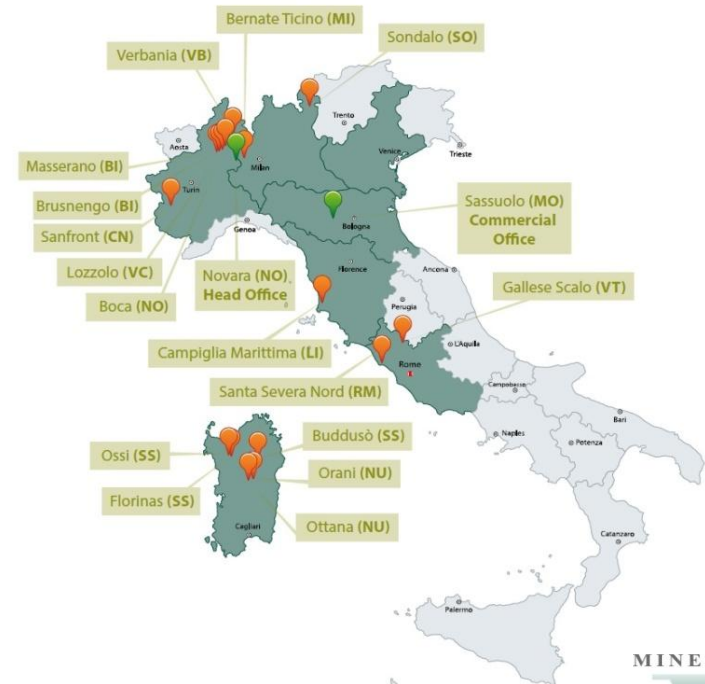 Bernate Ticino (MI)
Sondalo (SO)
Verbania (VB)
Trento
Aosta
Venice
Trieste
Milan
Masserano (BI)
Turin
Brusnengo (BI)
Sassuolo (MO)
Commercial
Office
Bologna
Sanfront (CN)
Genoa
Lozzolo (VC)
Florence
Ancona
Novara (NO)
Head Office
Boca (NO)
Gallese Scalo (VT)
Perugia
L'Aquila
Campiglia Marittima (LI)
Rome
Santa Severa Nord (RM)
Campobasso
Bari
Naples
Potenza
Buddusò (SS)
Ossi (SS)
Orani (NU)
Florinas (SS)
Ottana (NU)
Cagliari
Catanzaro
Palermo
MINE